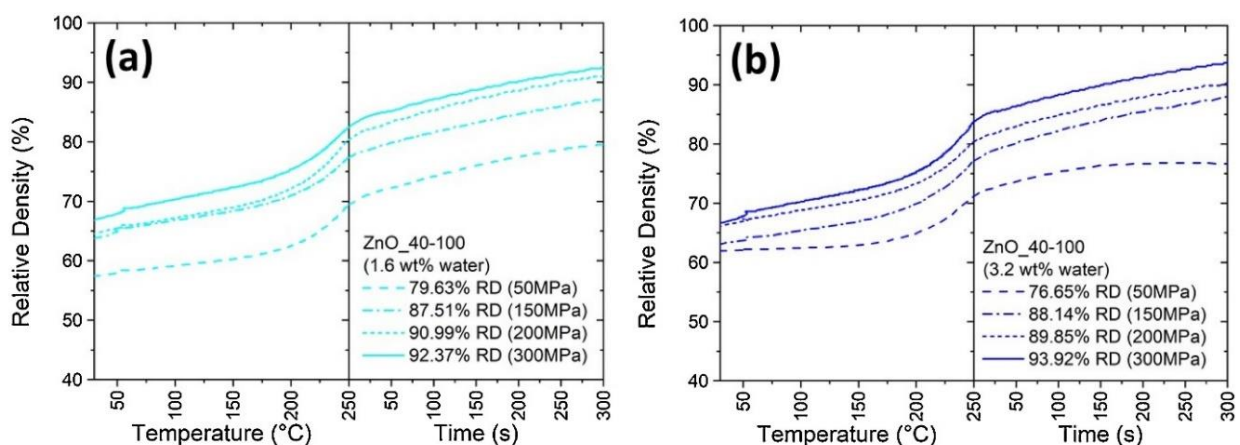 (a)
100
90
80
70
60
50
40
Relative Density (%)
ZnO_40-100
(1.6 wt% water)
79.63% RD (50MPa)
87.51% RD (150MPa)
90.99% RD (200MPa)
92.37% RD (300MPa)
50
100
150
200
250
50
100
150
200
250
300
Temperature (°C)
Time (s)
(b)
100
90
80
70
60
50
40
Relative Density (%)
ZnO_40-100
(3.2 wt% water)
76.65% RD (50MPa)
88.14% RD (150MPa)
89.85% RD (200MPa)
93.92% RD (300MPa)
50
100
150
200
250
50
100
150
200
250
300
Temperature (°C)
Time (s)